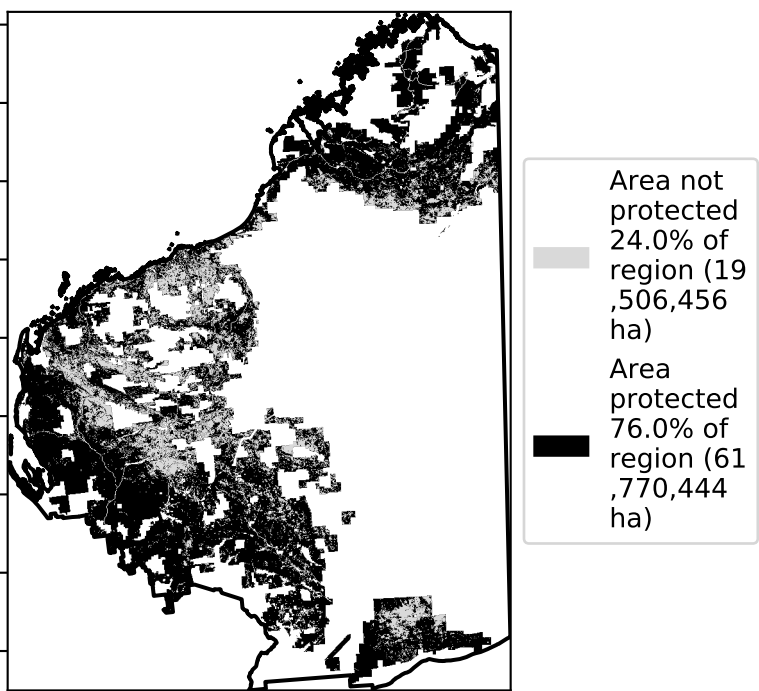 Area not
protected
24.0% of
region (19
,506,456
ha)
Area
protected
76.0% of
region (61
,770,444
ha)